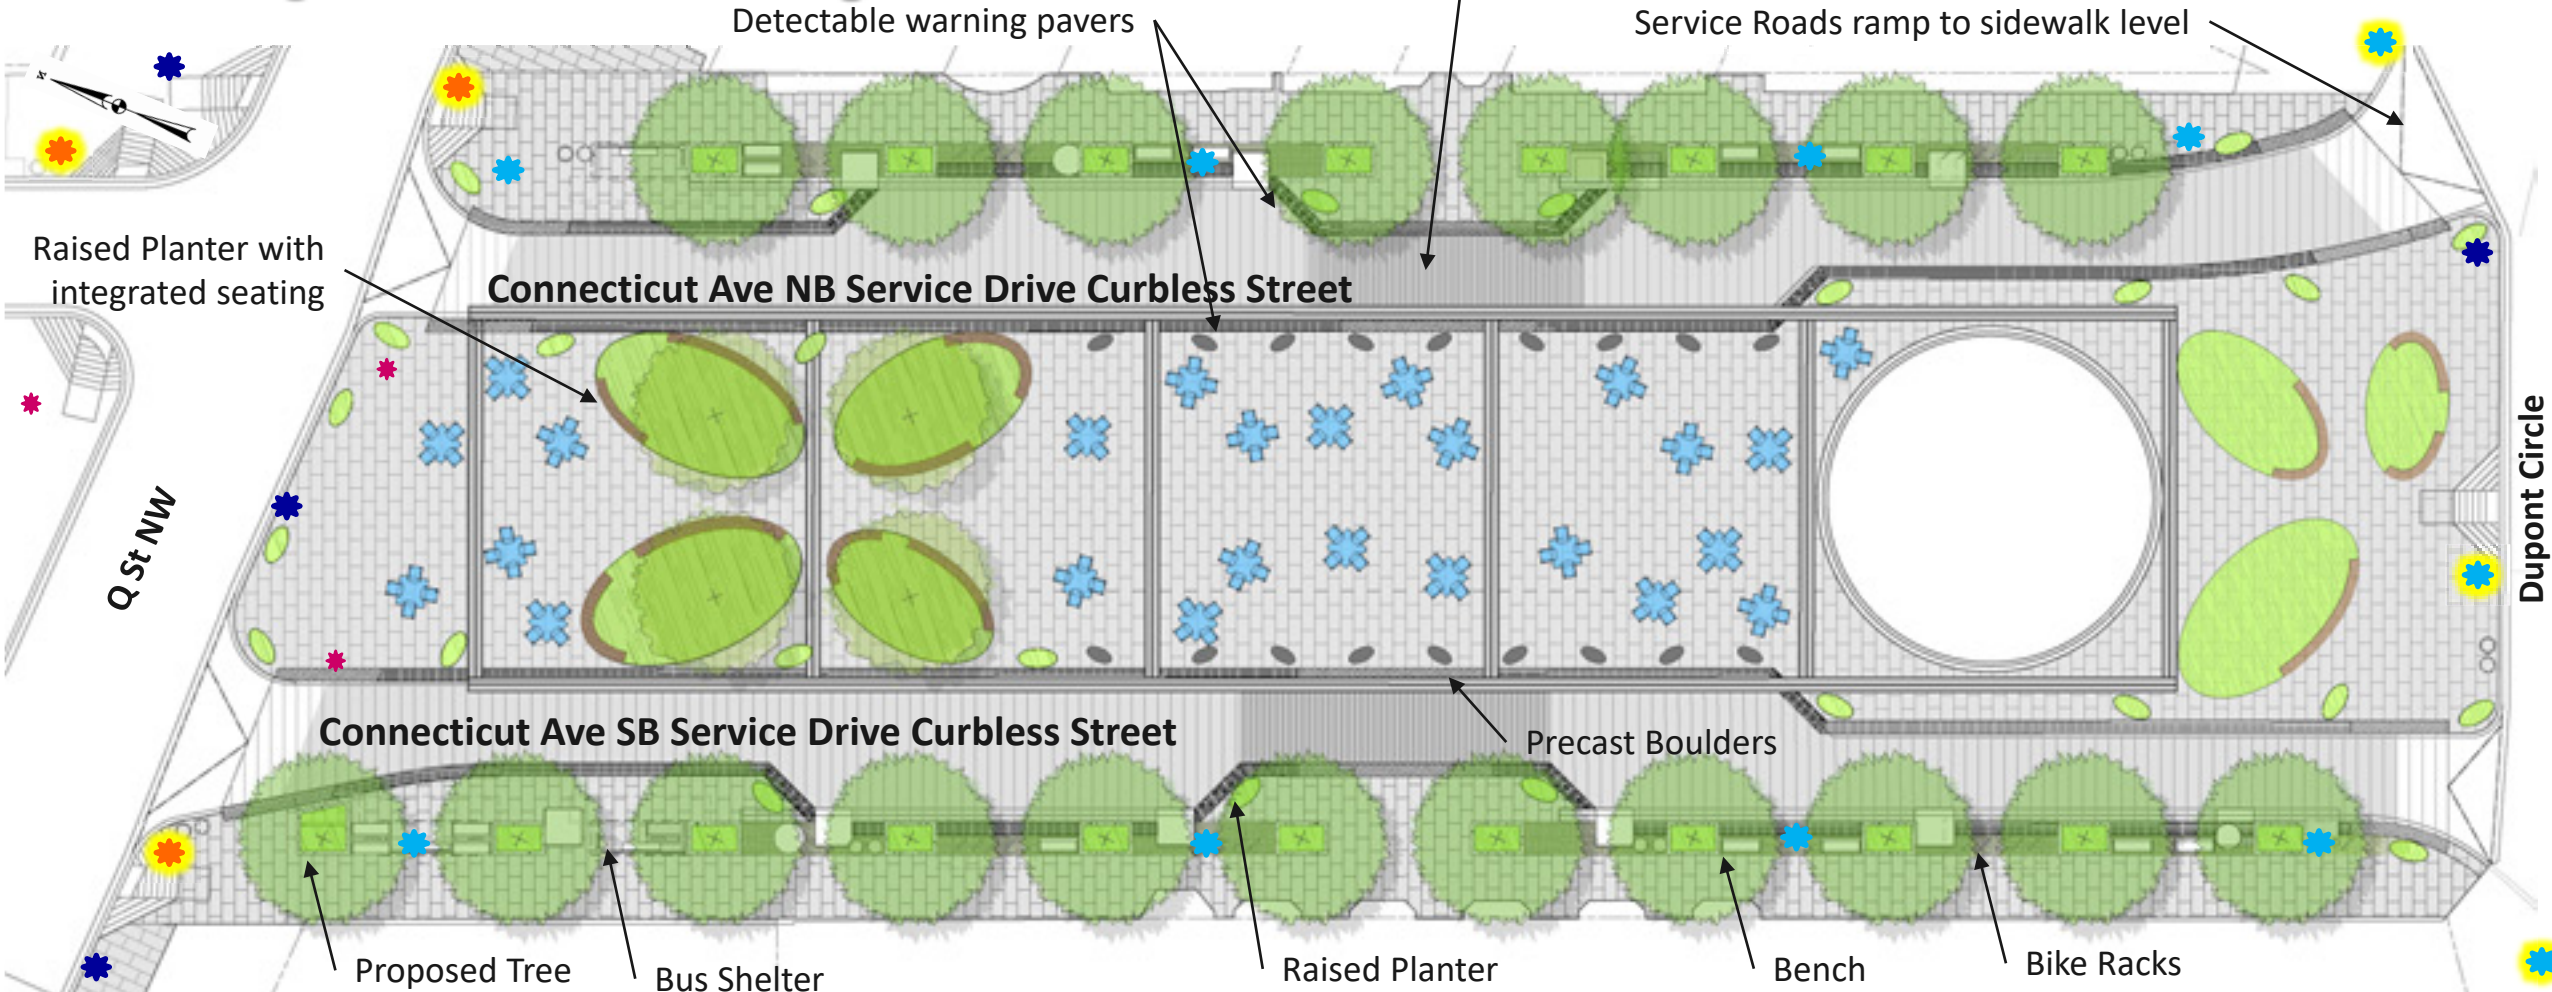 Detectable warning pavers
Service Roads ramp to sidewalk level
N
Raised Planter with
integrated seating
Connecticut Ave NB Service Drive Curbless Street
Q St NW
Dupont Circle
Connecticut Ave SB Service Drive Curbless Street
Precast Boulders
Proposed Tree
Bus Shelter
Raised Planter
Bench
Bike Racks